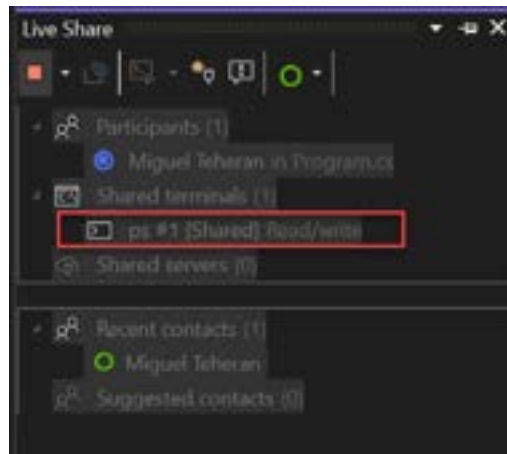 Live Share
Participants (1)
Miguel Teheran in Program.cs
Shared terminals (1)
ps #1 [Shared] Read/write
Shared servers (0)
Recent contacts (1)
Miguel Teheran
Suggested contacts (0)